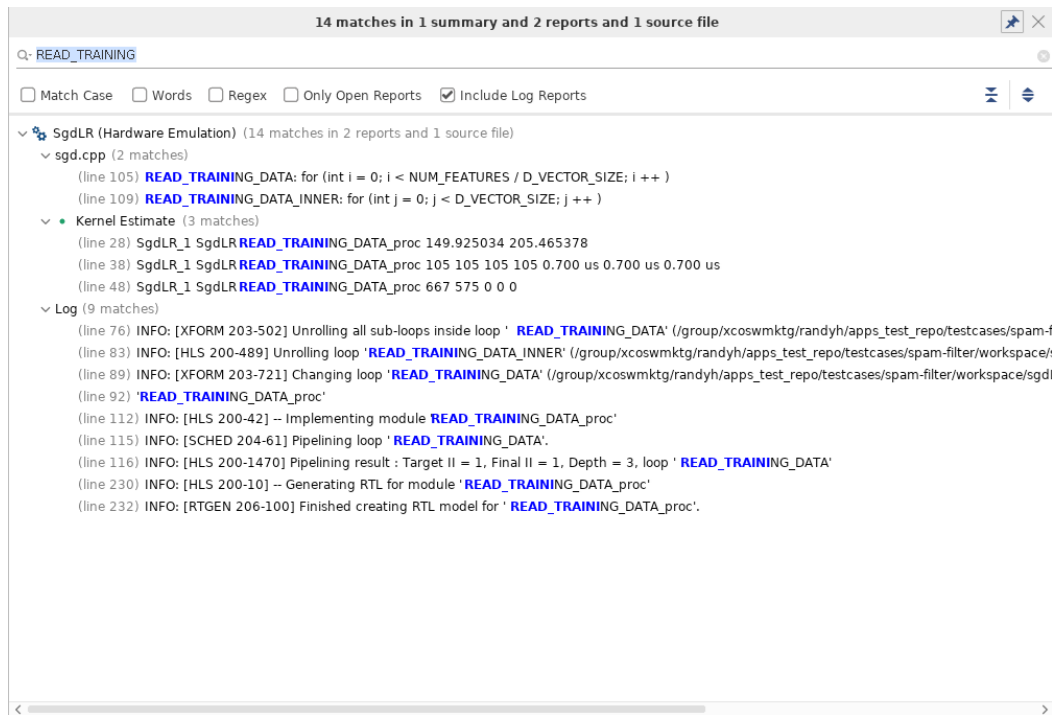 14 matches in 1 summary and 2 reports and 1 source file
READ_TRAINING
Match Case Words Regex Only Open Reports Include Log Reports
SgdLR (Hardware Emulation) (14 matches in 2 reports and 1 source file)
sgd.cpp (2 matches)
(line 105) READ_TRAINING_DATA: for (int i = 0; i < NUM_FEATURES / D_VECTOR_SIZE; i ++ )
(line 109) READ_TRAINING_DATA_INNER: for (int j = 0; j < D_VECTOR_SIZE; j ++ )
Kernel Estimate (3 matches)
(line 28) SgdLR_1 SgdLR READ_TRAINING_DATA_proc 149.925034 205.465378
(line 38) SgdLR_1 SgdLR READ_TRAINING_DATA_proc 105 105 105 105 0.700 us 0.700 us 0.700 us
(line 48) SgdLR_1 SgdLR READ_TRAINING_DATA_proc 667 575 0 0 0
Log (9 matches)
(line 76) INFO: [XFORM 203-502] Unrolling all sub-loops inside loop ' READ_TRAINING_DATA' (/group/xcoswmktg/randyh/apps_test_repo/testcases/spam-f
(line 83) INFO: [HLS 200-489] Unrolling loop 'READ_TRAINING_DATA_INNER' (/group/xcoswmktg/randyh/apps_test_repo/testcases/spam-filter/workspace/s
(line 89) INFO: [XFORM 203-721] Changing loop 'READ_TRAINING_DATA' (/group/xcoswmktg/randyh/apps_test_repo/testcases/spam-filter/workspace/sgdl
(line 92) 'READ_TRAINING_DATA_proc'
(line 112) INFO: [HLS 200-42] -- Implementing module 'READ_TRAINING_DATA_proc'
(line 115) INFO: [SCHED 204-61] Pipelining loop ' READ_TRAINING_DATA'.
(line 116) INFO: [HLS 200-1470] Pipelining result : Target II = 1, Final II = 1, Depth = 3, loop ' READ_TRAINING_DATA'
(line 230) INFO: [HLS 200-10] -- Generating RTL for module 'READ_TRAINING_DATA_proc'
(line 232) INFO: [RTGEN 206-100] Finished creating RTL model for ' READ_TRAINING_DATA_proc'.